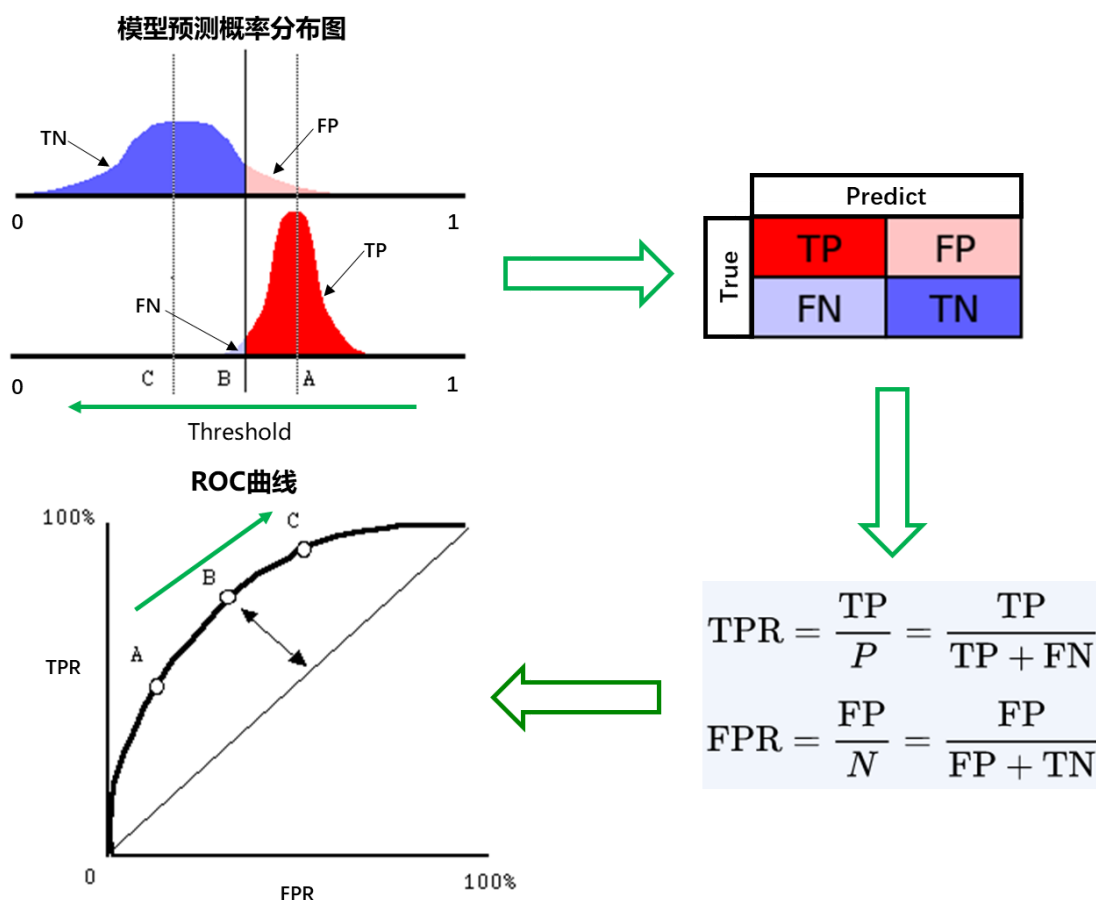 模型预测概率分布图
TN
FP
0
1
TP
FN
0
C
B
A
1
Threshold
Predict
True
TP
FP
FN
TN
TPR = TP / P = TP / TP + FN
FPR = FP / N = FP / FP + TN
ROC曲线
100%
C
B
A
TPR
0
FPR
100%